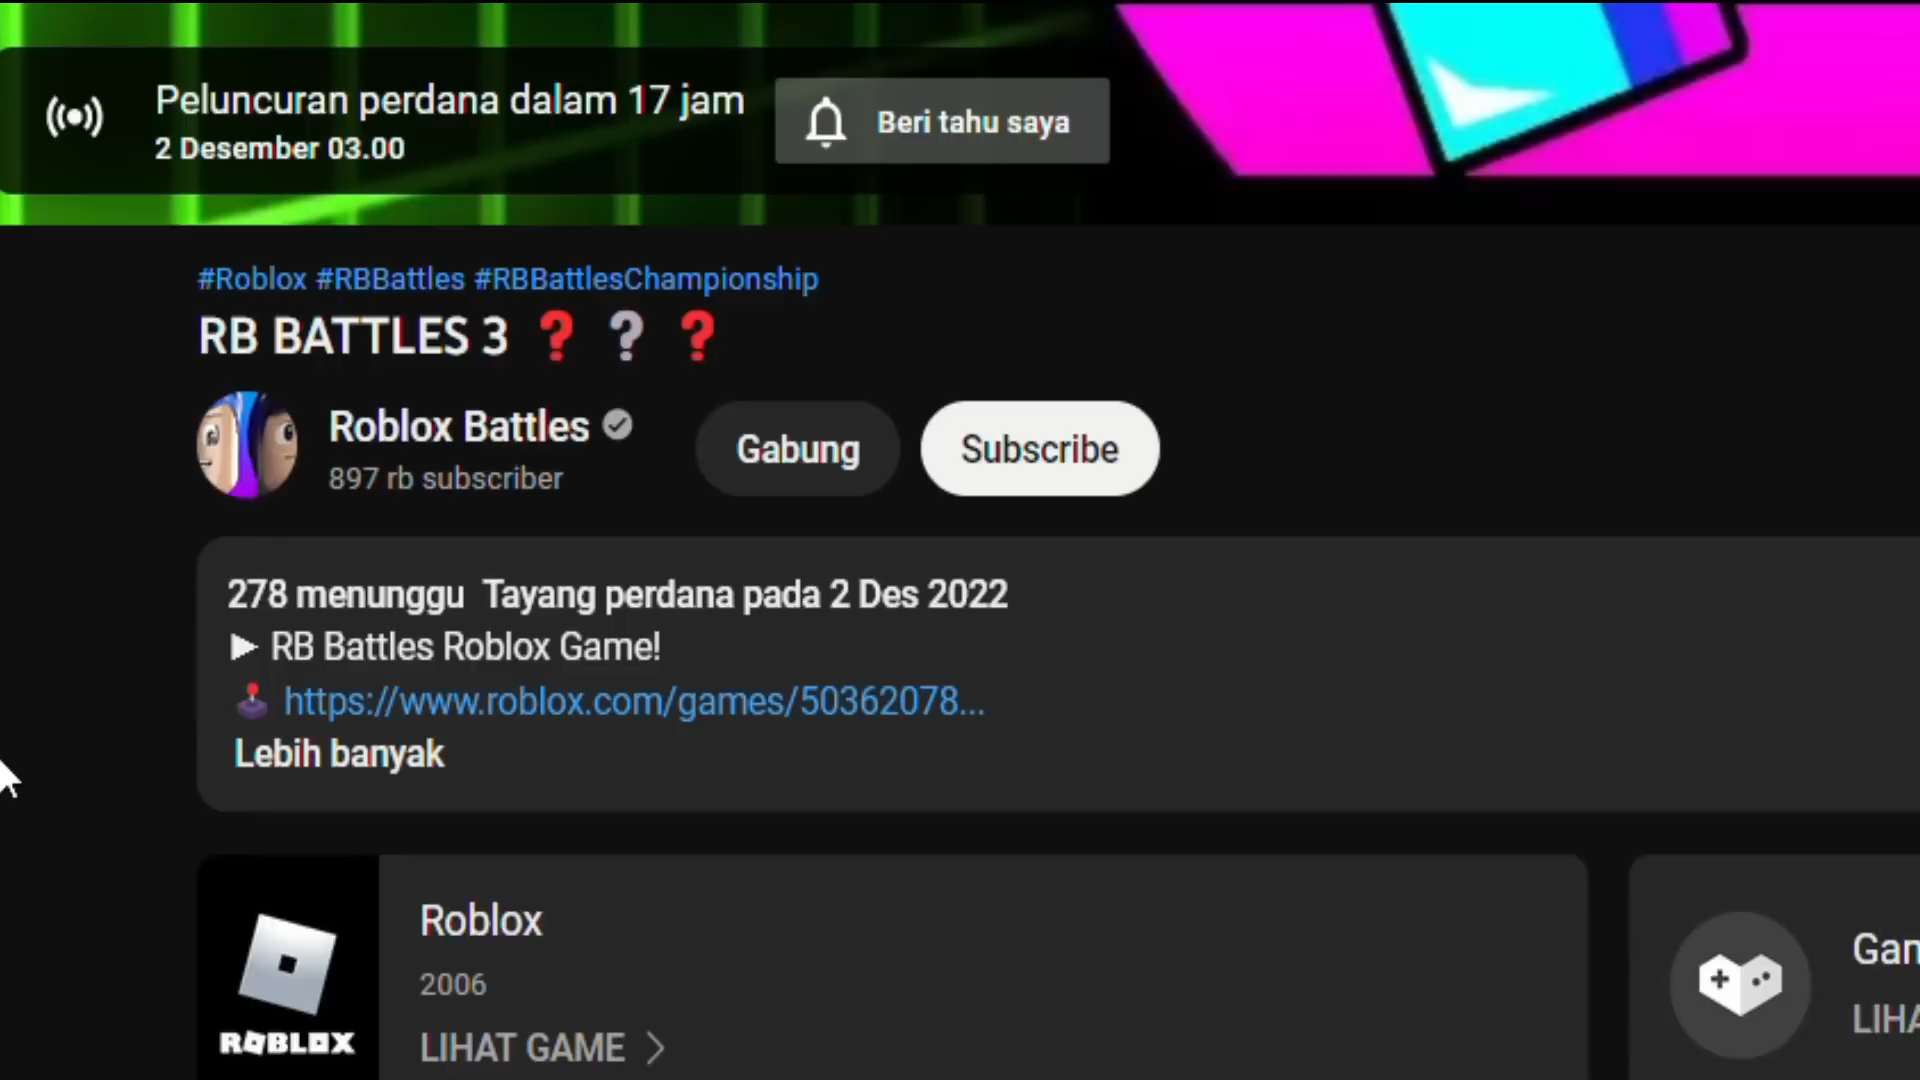 Peluncuran perdana dalam 17 jam
2 Desember 03.00
Beri tahu saya
#Roblox #RBBattles #RBBattlesChampionship
RB BATTLES 3 ❓ ❔ ❓
Roblox Battles
897 rb subscriber
Gabung
Subscribe
278 menunggu Tayang perdana pada 2 Des 2022
▶ RB Battles Roblox Game!
🕹️ https://www.roblox.com/games/50362078...
Lebih banyak
ROBLOX
Roblox
2006
LIHAT GAME